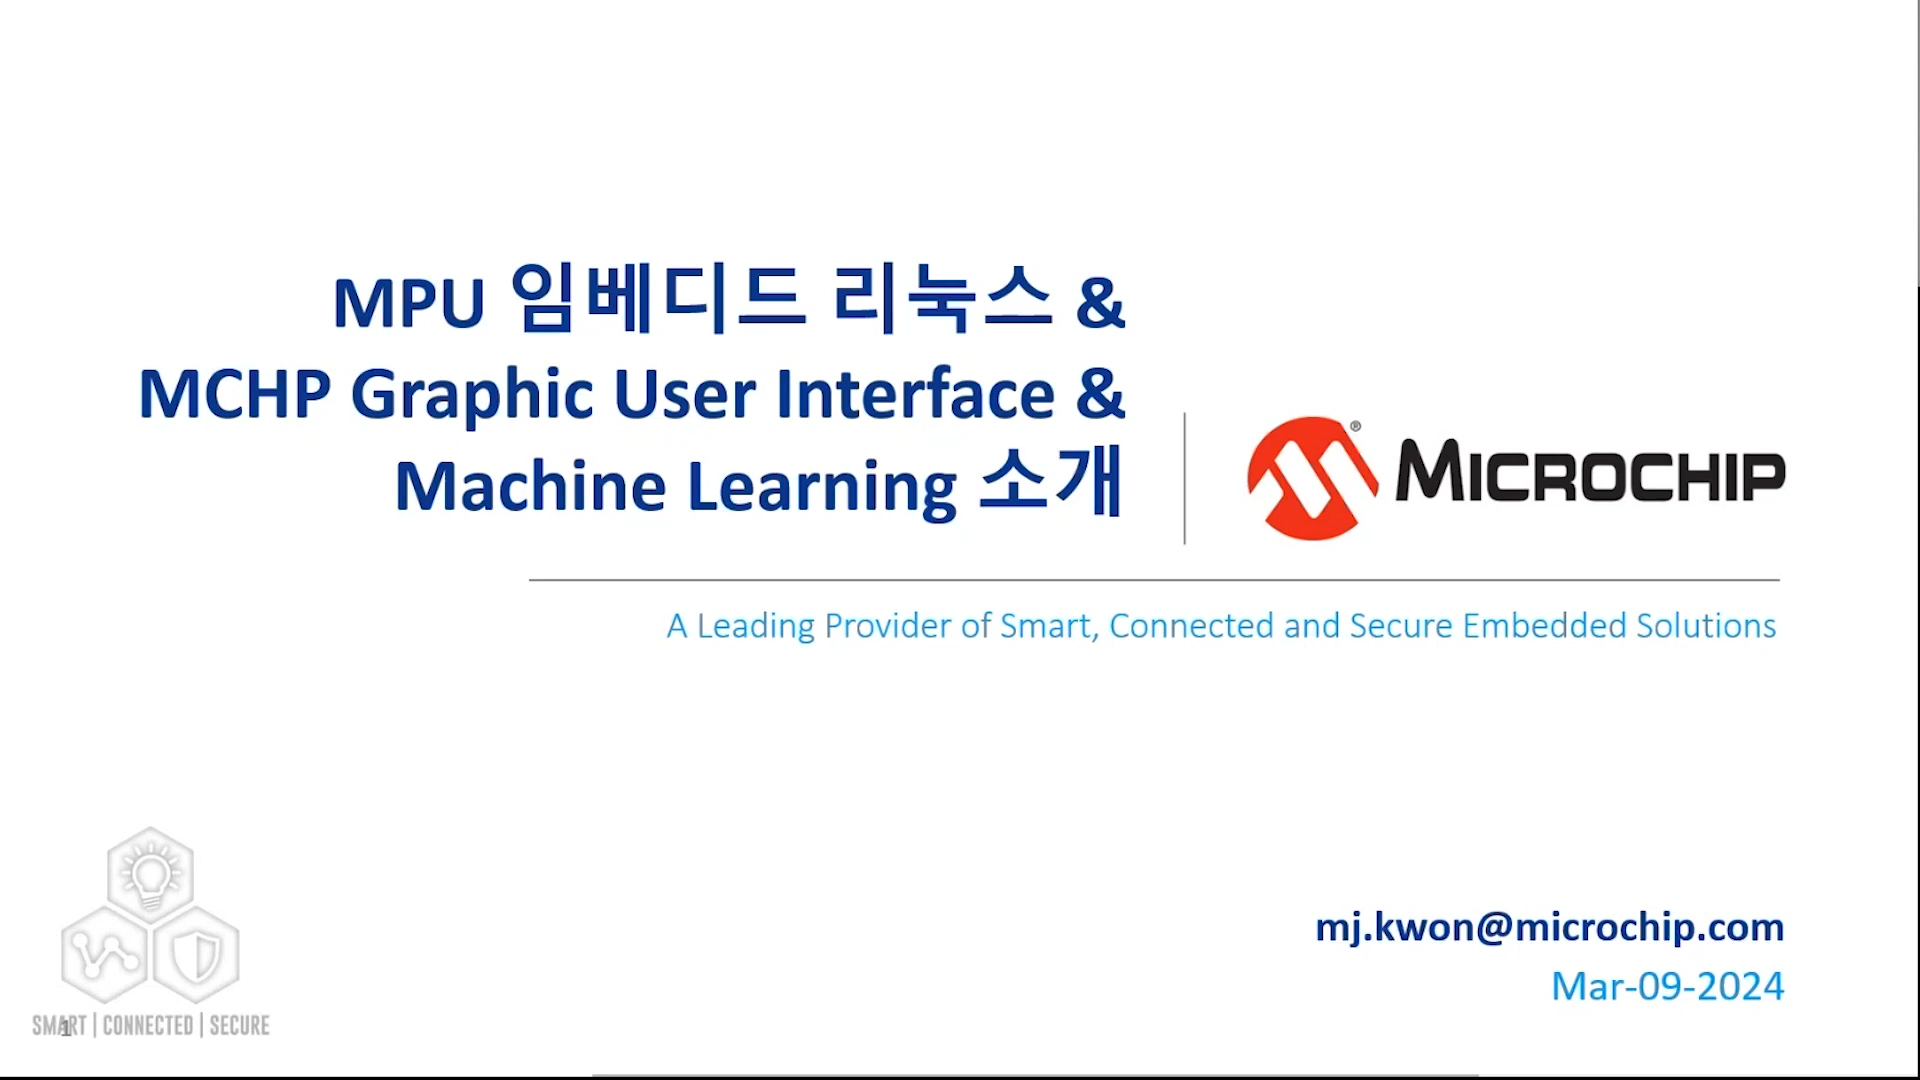 MPU 임베디드 리눅스 &
MCHP Graphic User Interface &
Machine Learning 소개
MICROCHIP
®
A Leading Provider of Smart, Connected and Secure Embedded Solutions
mj.kwon@microchip.com
Mar-09-2024
SMART | CONNECTED | SECURE
1